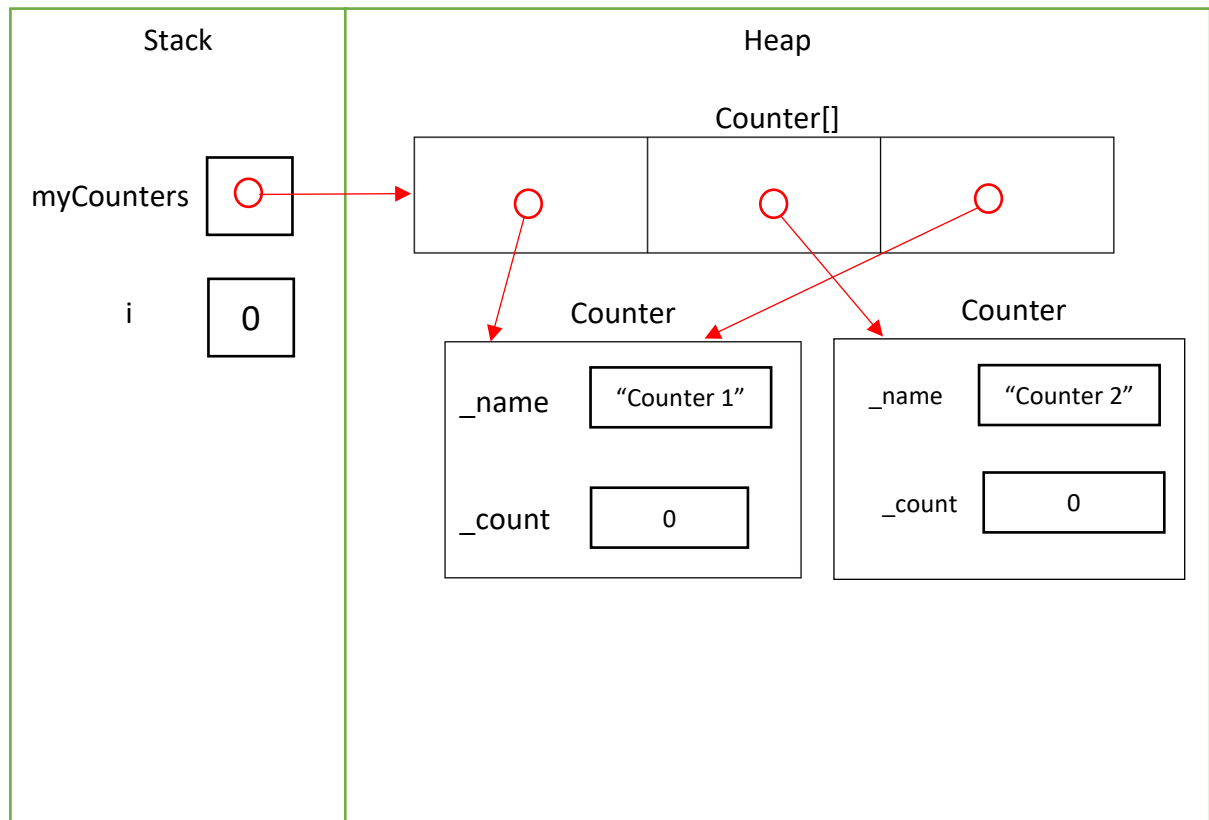 Stack
Heap
Counter[]
myCounters
i
0
Counter
Counter
_name
“Counter 1”
_count
0
_name
“Counter 2”
_count
0